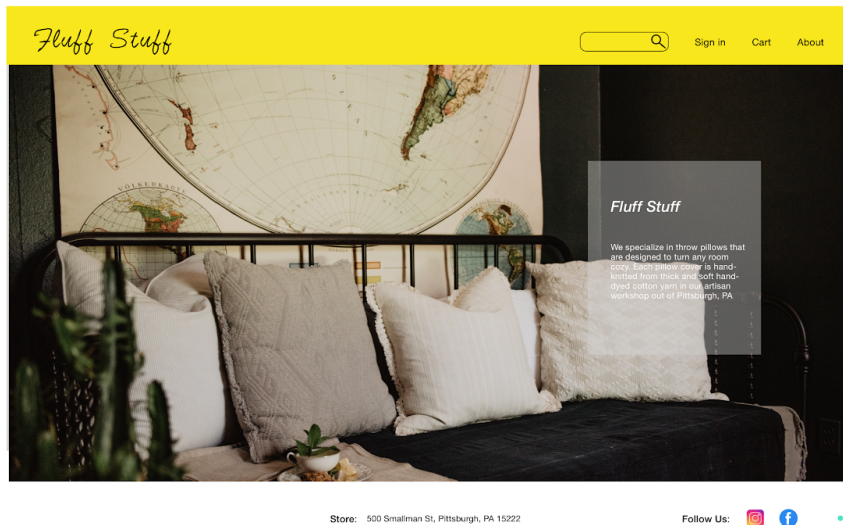 Fluff Stuff
Sign in Cart About
VÖLKERKARTE
Fluff Stuff
We specialize in throw pillows that
are designed to turn any room
cozy. Each pillow cover is hand-
knitted from thick and soft hand-
dyed cotton yarn in our artisan
workshop out of Pittsburgh, PA
Store: 500 Smallman St, Pittsburgh, PA 15222
Follow Us: